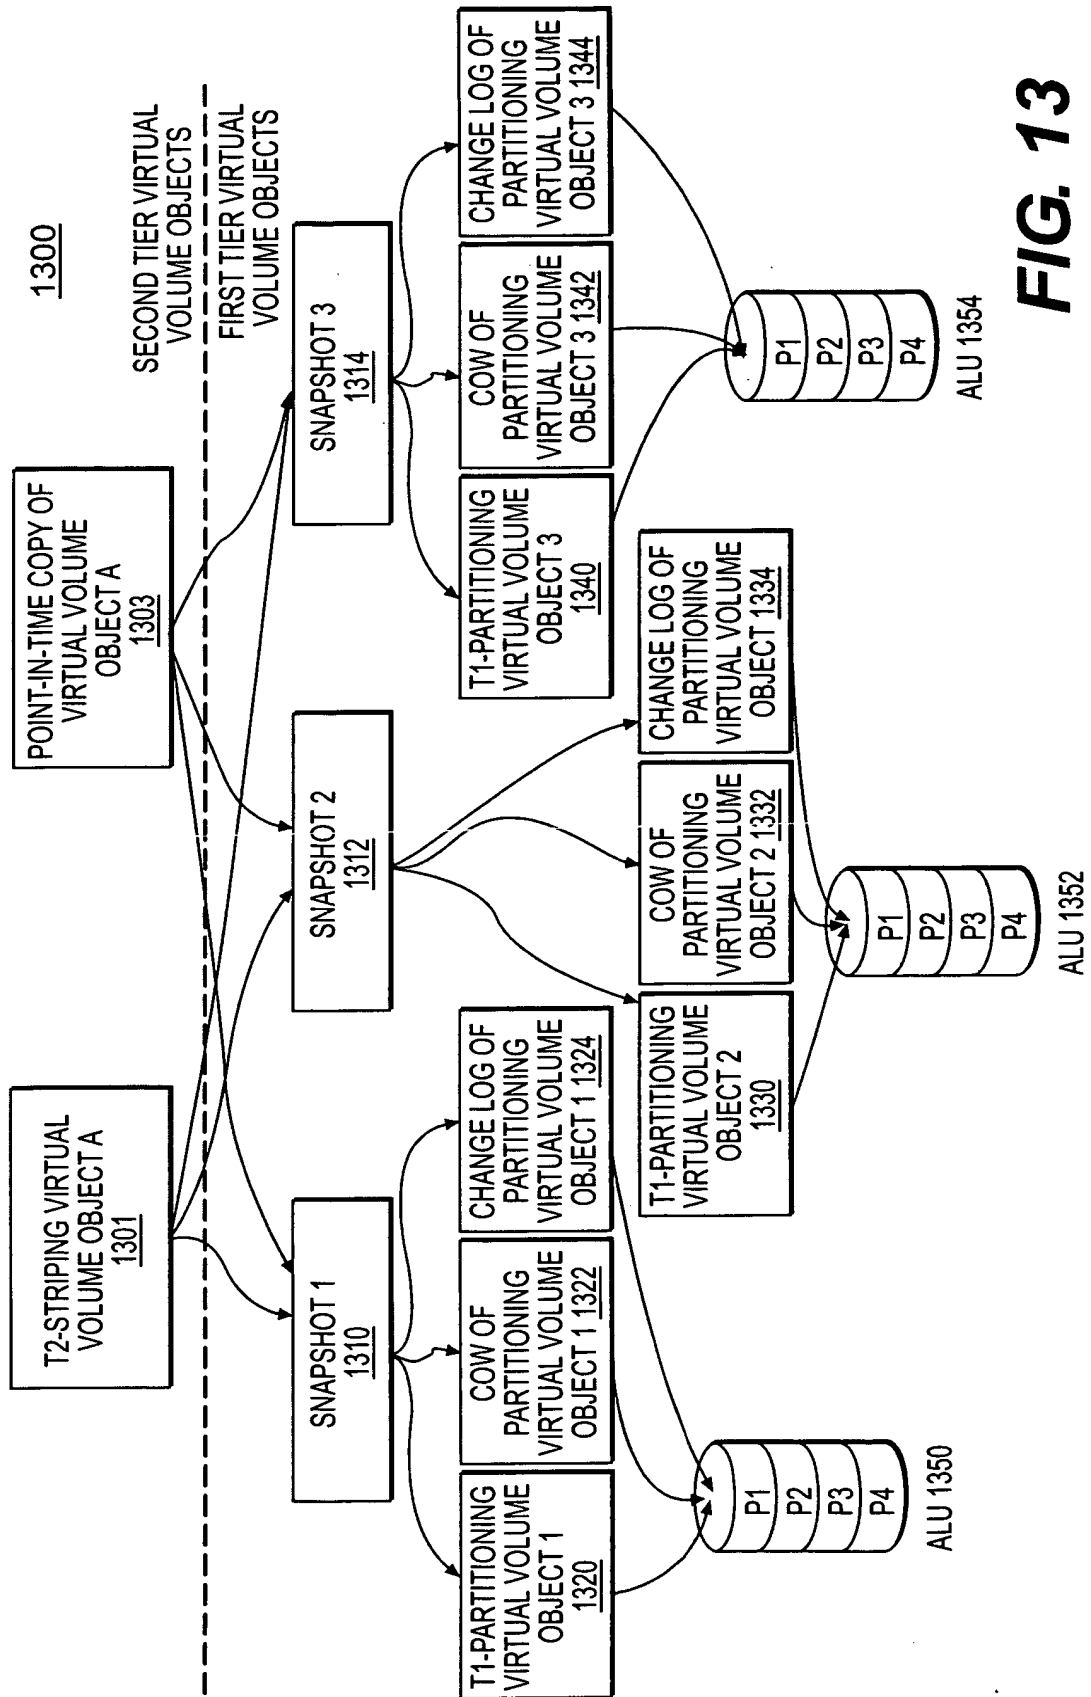 1300
T2-STRIPING VIRTUAL
VOLUME OBJECT A
1301
POINT-IN-TIME COPY OF
VIRTUAL VOLUME
OBJECT A
1303
SECOND TIER VIRTUAL
VOLUME OBJECTS
FIRST TIER VIRTUAL
VOLUME OBJECTS
SNAPSHOT 1
1310
SNAPSHOT 2
1312
SNAPSHOT 3
1314
T1-PARTITIONING
VIRTUAL VOLUME
OBJECT 1
1320
COW OF
PARTITIONING
VIRTUAL VOLUME
OBJECT 1 1322
CHANGE LOG OF
PARTITIONING
VIRTUAL VOLUME
OBJECT 1 1324
T1-PARTITIONING
VIRTUAL VOLUME
OBJECT 2
1330
COW OF
PARTITIONING
VIRTUAL VOLUME
OBJECT 2 1332
CHANGE LOG OF
PARTITIONING
VIRTUAL VOLUME
OBJECT 1334
T1-PARTITIONING
VIRTUAL VOLUME
OBJECT 3
1340
COW OF
PARTITIONING
VIRTUAL VOLUME
OBJECT 3 1342
CHANGE LOG OF
PARTITIONING
VIRTUAL VOLUME
OBJECT 3 1344
P1
P2
P3
P4
ALU 1350
P1
P2
P3
P4
ALU 1352
P1
P2
P3
P4
ALU 1354
FIG. 13